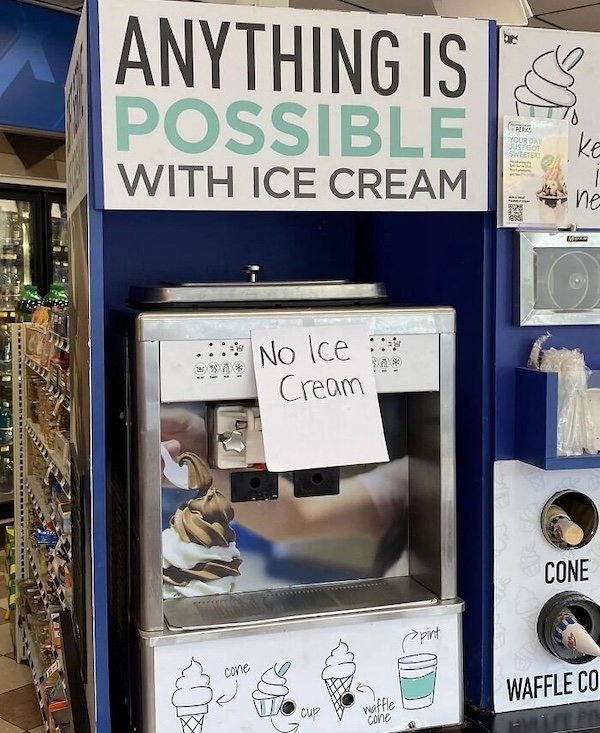 ANYTHING IS
POSSIBLE
WITH ICE CREAM
PERKS
YOUR DAY
JUST GOT
SWEETER!
No Ice
Cream
cone
cup
waffle
cone
pint
CONE
WAFFLE CO